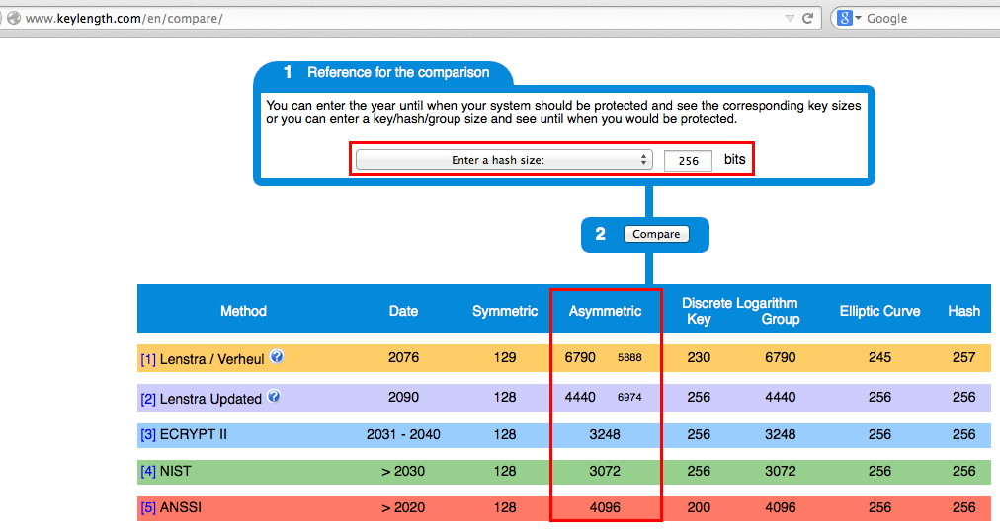 www.keylength.com/en/compare/
8 Google
1 Reference for the comparison
You can enter the year until when your system should be protected and see the corresponding key sizes
or you can enter a key/hash/group size and see until when you would be protected.
Enter a hash size: 256 bits
2 Compare
Method Date Symmetric Asymmetric Discrete Logarithm Elliptic Curve Hash
Key Group
[1] Lenstra / Verheul ? 2076 129 6790 5888 230 6790 245 257
[2] Lenstra Updated ? 2090 128 4440 6974 256 4440 256 256
[3] ECRYPT II 2031 - 2040 128 3248 256 3248 256 256
[4] NIST > 2030 128 3072 256 3072 256 256
[5] ANSSI > 2020 128 4096 200 4096 256 256